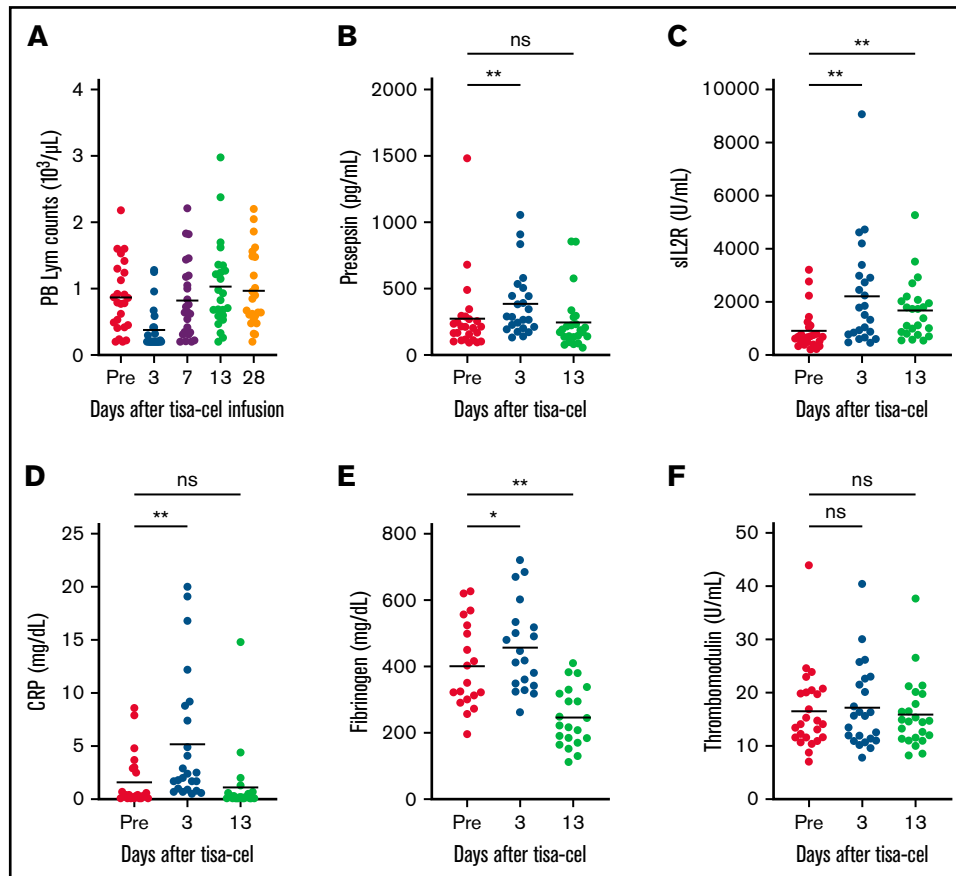 A
PB Lym counts (10³/μL)
4
3
2
1
0
Pre 3 7 13 28
Days after tisa-cel infusion
B
ns
**
Presepsin (pg/mL)
2000
1500
1000
500
0
Pre 3 13
Days after tisa-cel
C
**
**
sIL2R (U/mL)
10000
8000
6000
4000
2000
0
Pre 3 13
Days after tisa-cel
D
ns
**
CRP (mg/dL)
25
20
15
10
5
0
Pre 3 13
Days after tisa-cel
E
**
*
Fibrinogen (mg/dL)
800
600
400
200
0
Pre 3 13
Days after tisa-cel
F
ns
ns
Thrombomodulin (U/mL)
50
40
30
20
10
0
Pre 3 13
Days after tisa-cel